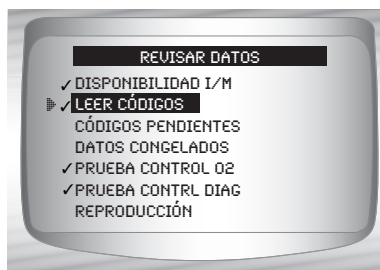 REVISAR DATOS
✓ DISPONIBILIDAD I/M
✓ LEER CÓDIGOS
CÓDIGOS PENDIENTES
DATOS CONGELADOS
✓ PRUEBA CONTROL O2
✓ PRUEBA CONTRL DIAG
REPRODUCCIÓN